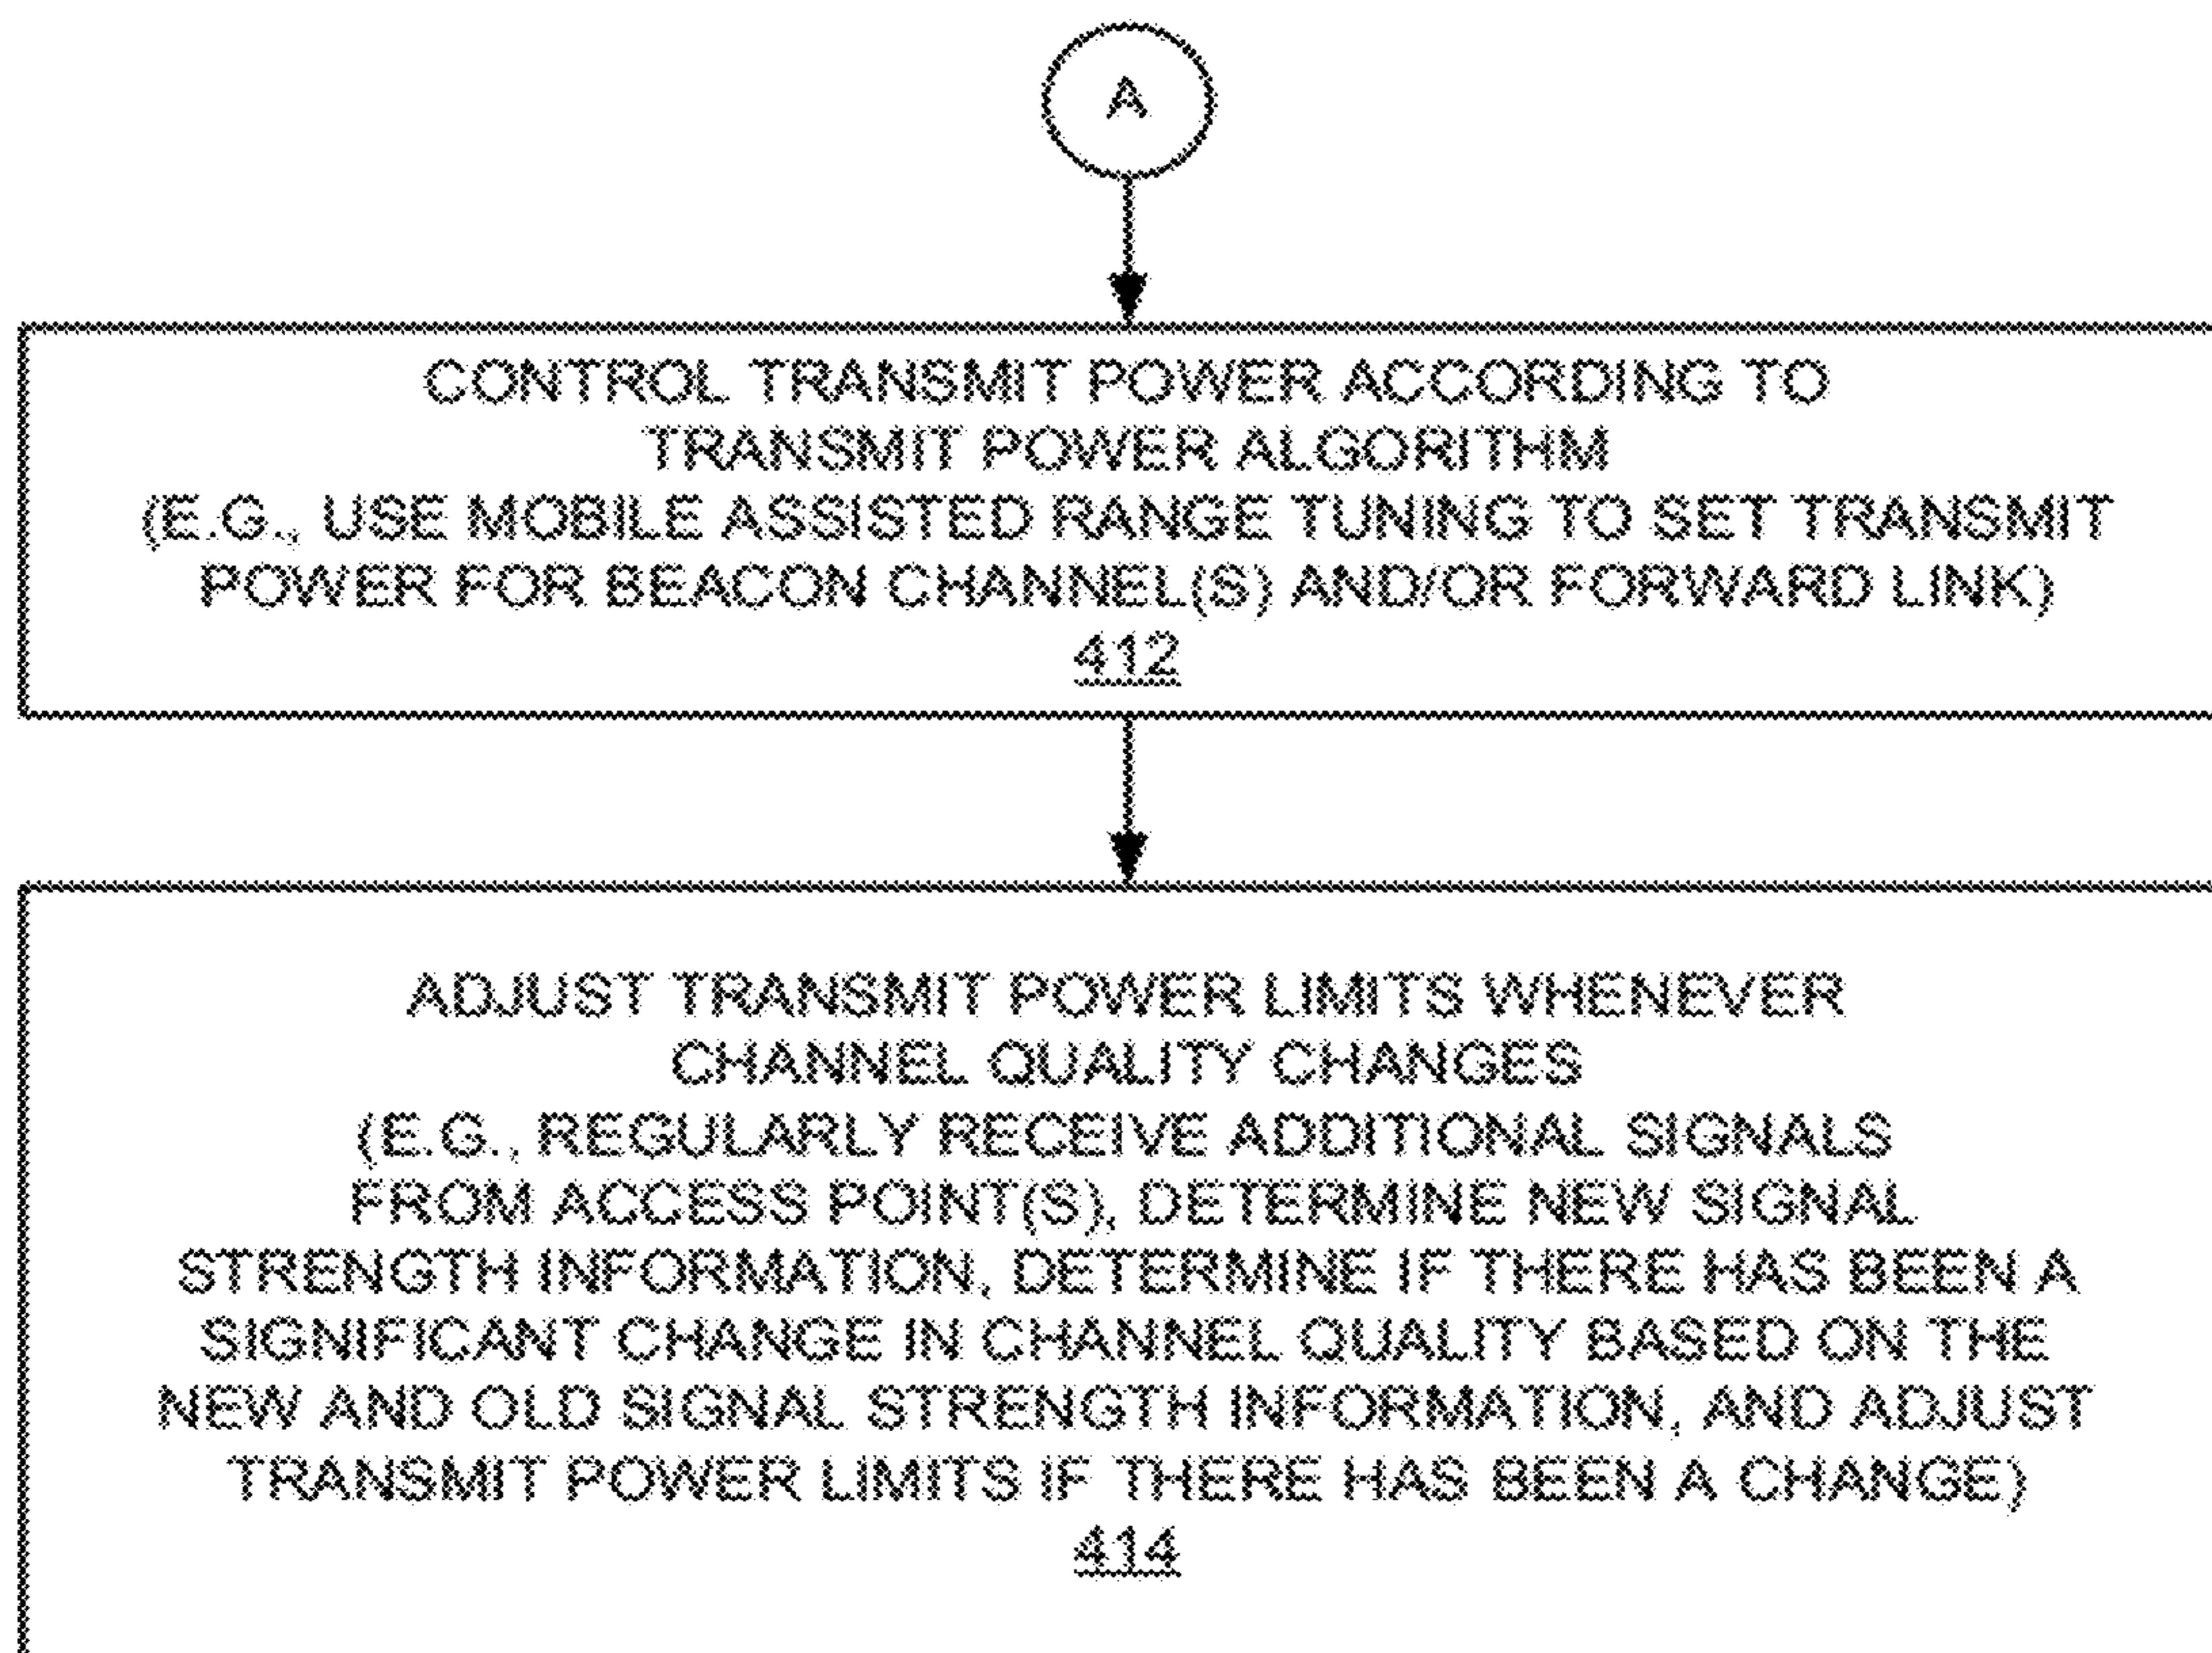 A
CONTROL TRANSMIT POWER ACCORDING TO
TRANSMIT POWER ALGORITHM
(E.G., USE MOBILE ASSISTED RANGE TUNING TO SET TRANSMIT
POWER FOR BEACON CHANNEL(S) AND/OR FORWARD LINK)
412
ADJUST TRANSMIT POWER LIMITS WHENEVER
CHANNEL QUALITY CHANGES
(E.G., REGULARLY RECEIVE ADDITIONAL SIGNALS
FROM ACCESS POINT(S), DETERMINE NEW SIGNAL
STRENGTH INFORMATION, DETERMINE IF THERE HAS BEEN A
SIGNIFICANT CHANGE IN CHANNEL QUALITY BASED ON THE
NEW AND OLD SIGNAL STRENGTH INFORMATION, AND ADJUST
TRANSMIT POWER LIMITS IF THERE HAS BEEN A CHANGE)
414